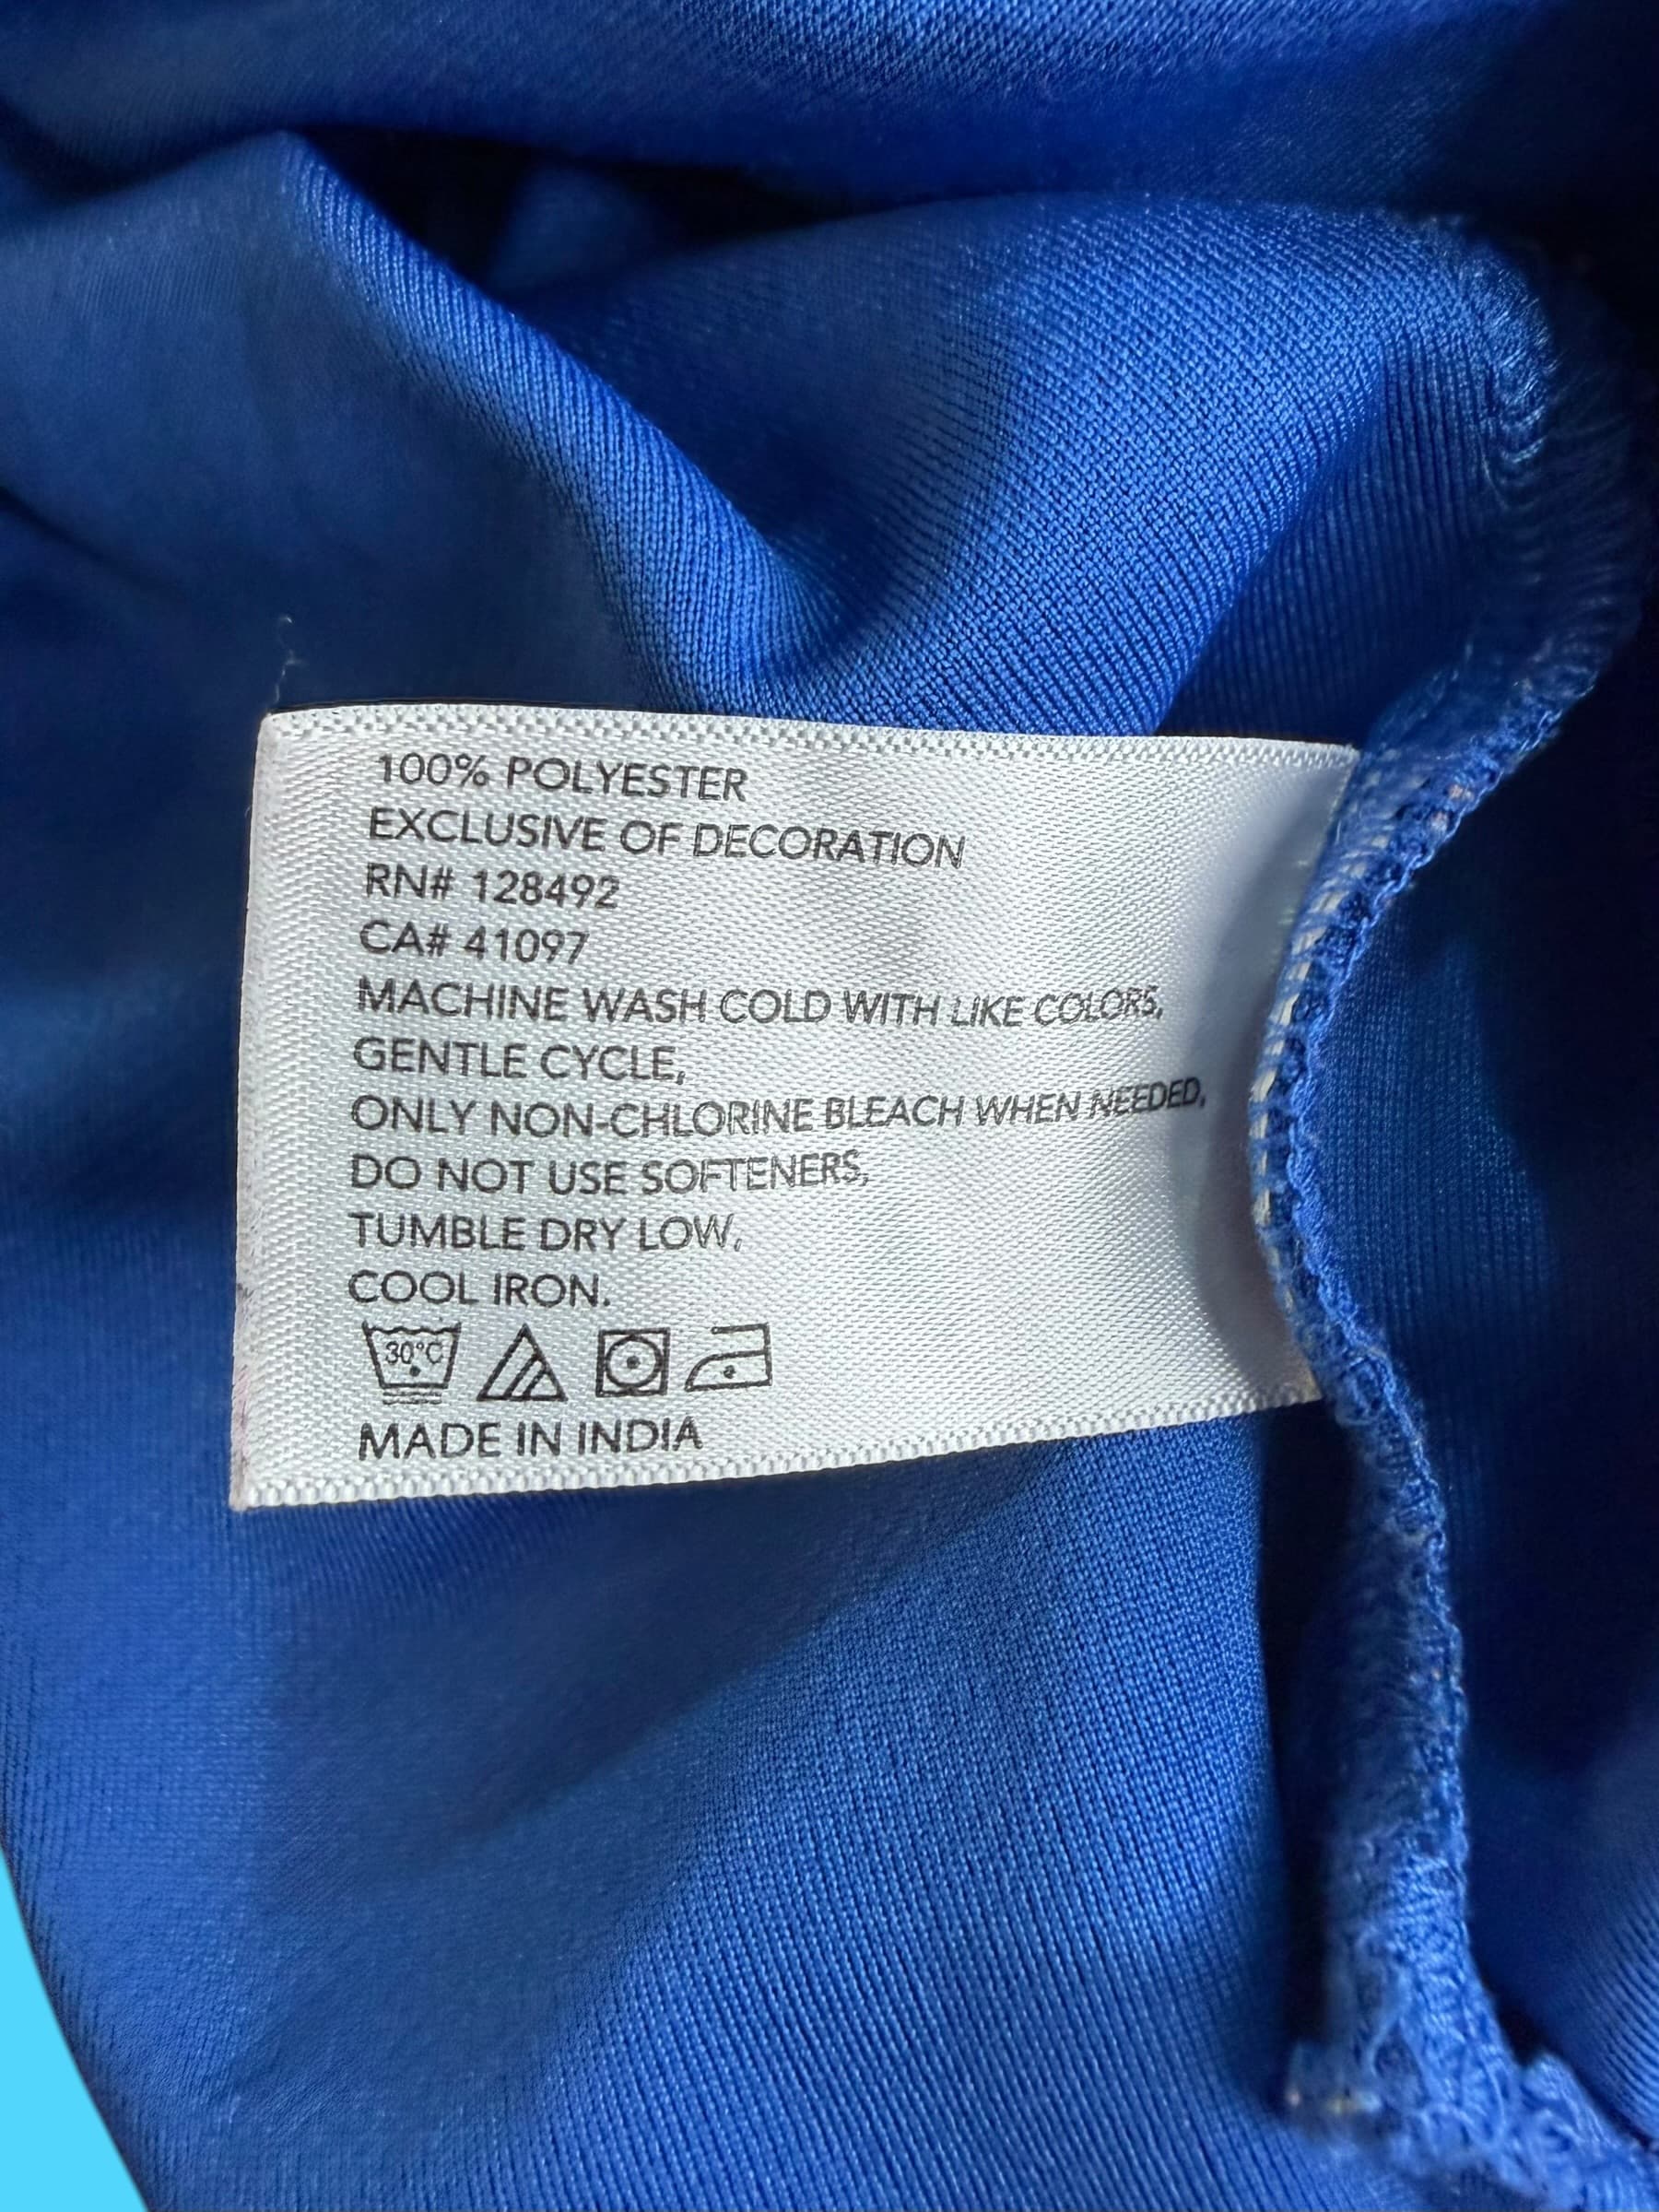 100% POLYESTER
EXCLUSIVE OF DECORATION
RN# 128492
CA# 41097
MACHINE WASH COLD WITH LIKE COLORS,
GENTLE CYCLE,
ONLY NON-CHLORINE BLEACH WHEN NEEDED,
DO NOT USE SOFTENERS,
TUMBLE DRY LOW,
COOL IRON.
30°C
MADE IN INDIA